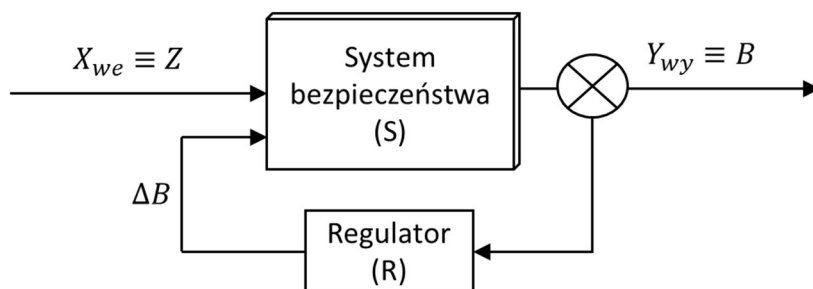 X_we ≡ Z
System
bezpieczeństwa
(S)
Y_wy ≡ B
ΔB
Regulator
(R)